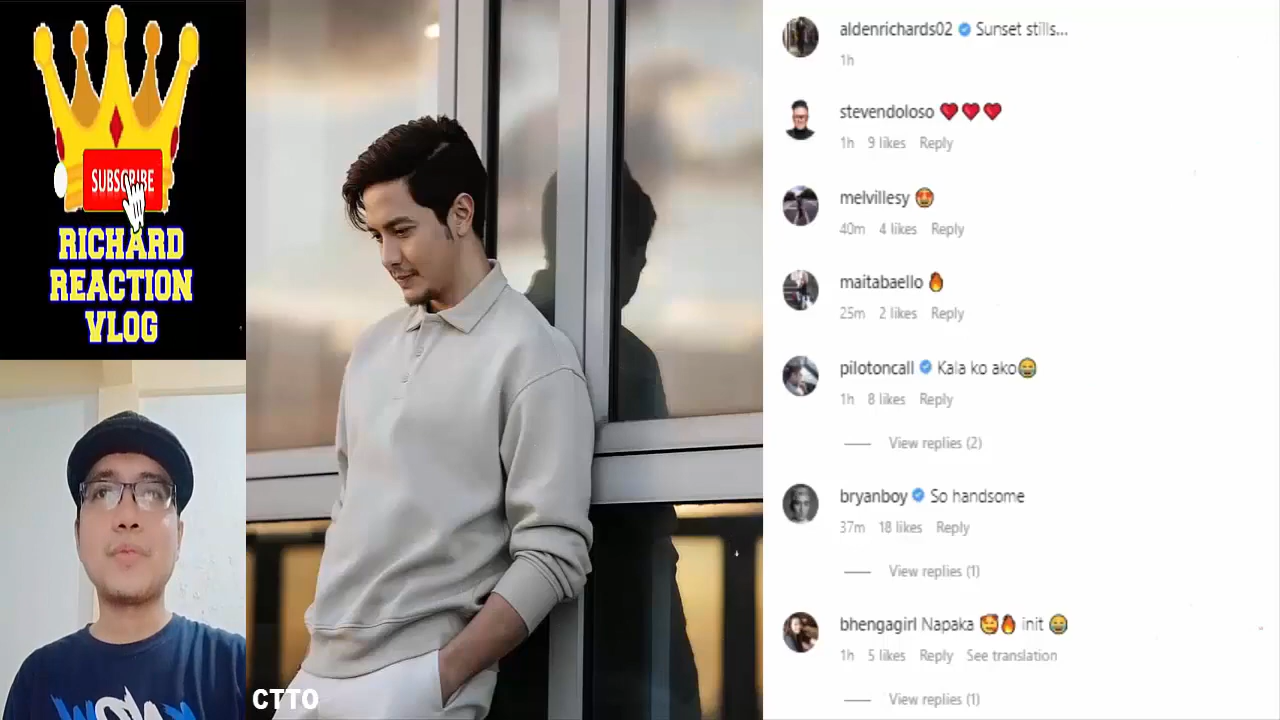 SUBSCRIBE
RICHARD
REACTION
VLOG
CTTO
aldenrichards02 Sunset stills...
1h
stevendoloso ❤️❤️❤️
1h 9 likes Reply
melvillesy 😍
40m 4 likes Reply
maitabaello 🔥
25m 2 likes Reply
pilotoncall Kala ko ako😂
1h 8 likes Reply
View replies (2)
bryanboy So handsome
37m 18 likes Reply
View replies (1)
bhengagirl Napaka 🥰🔥 init 😂
1h 5 likes Reply See translation
View replies (1)